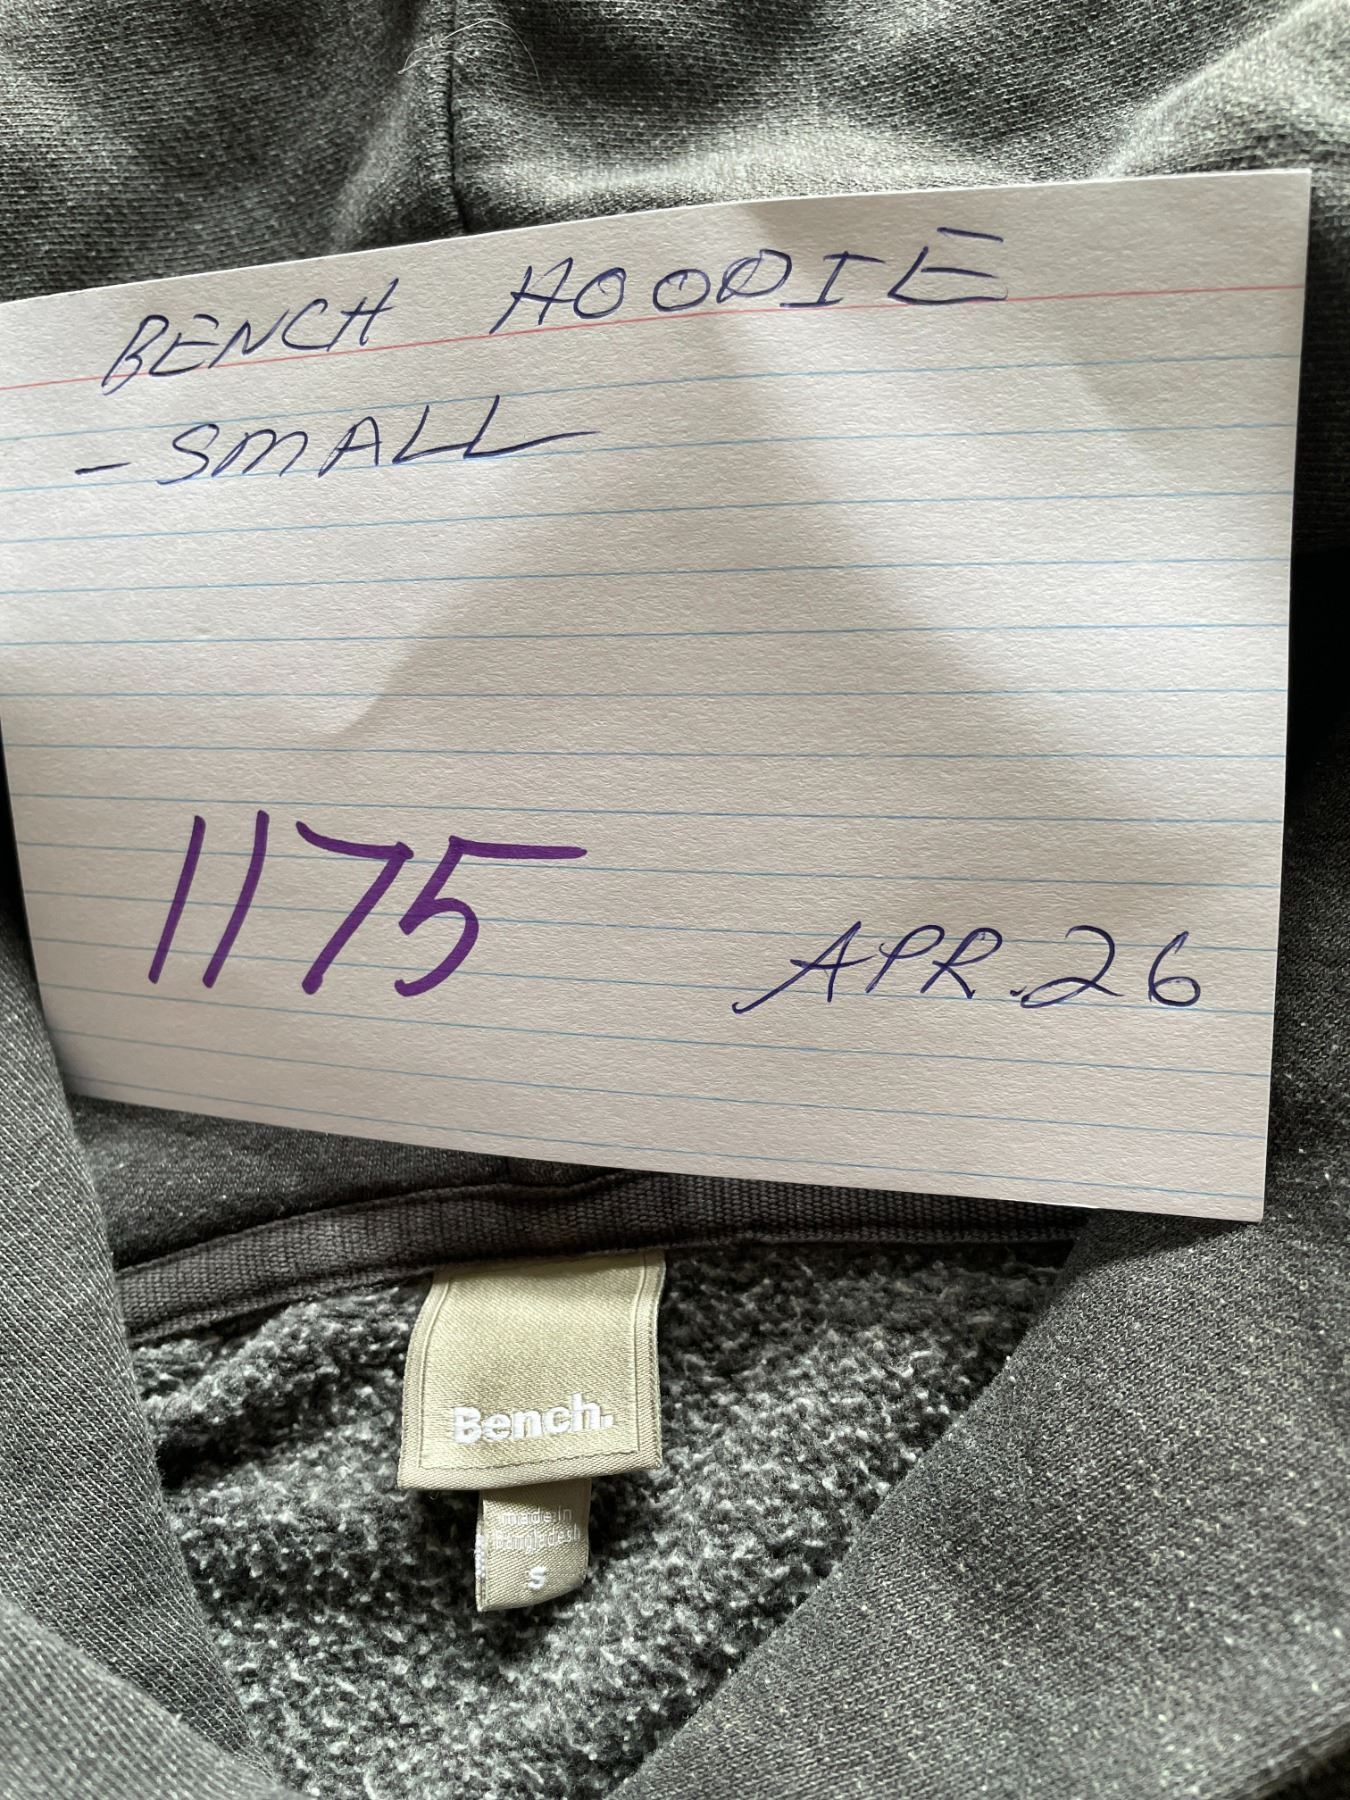 BENCH HOODIE
- SMALL
1175
APR. 26
Bench.
made in
Bangladesh
S